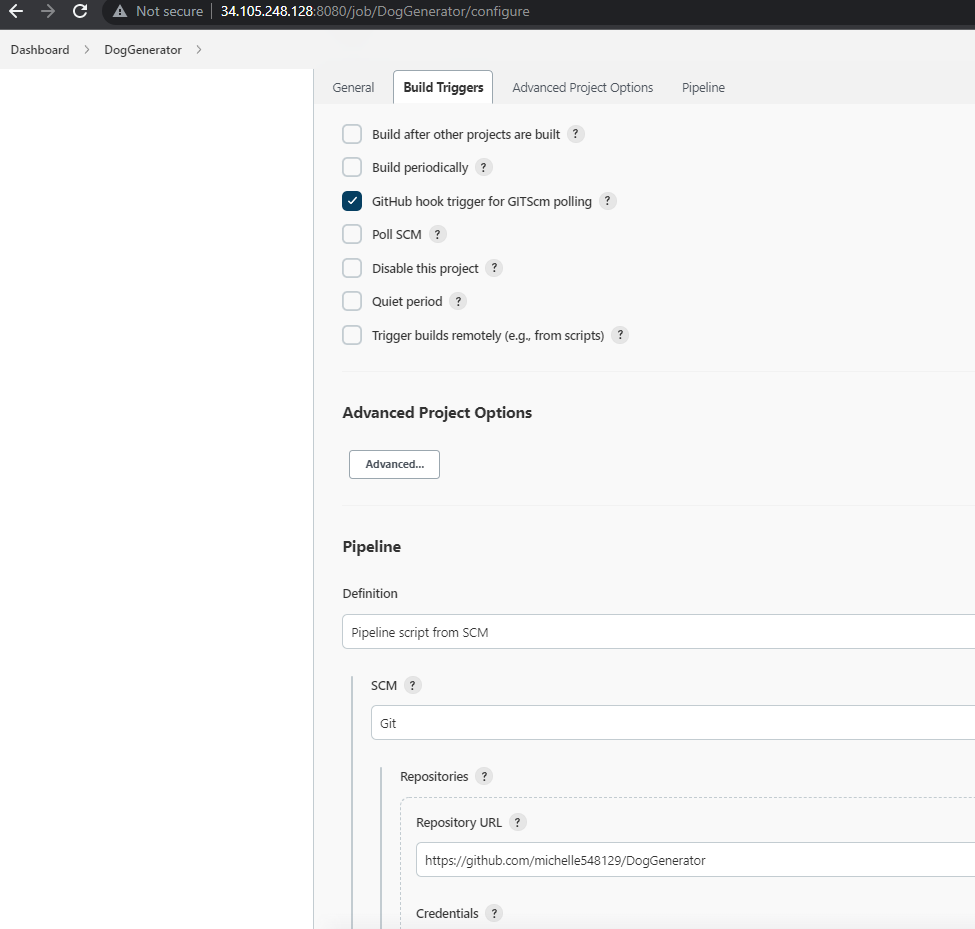 Not secure | 34.105.248.128:8080/job/DogGenerator/configure
Dashboard > DogGenerator >
General Build Triggers Advanced Project Options Pipeline
Build after other projects are built ?
Build periodically ?
GitHub hook trigger for GITScm polling ?
Poll SCM ?
Disable this project ?
Quiet period ?
Trigger builds remotely (e.g., from scripts) ?
Advanced Project Options
Advanced...
Pipeline
Definition
Pipeline script from SCM
SCM ?
Git
Repositories ?
Repository URL ?
https://github.com/michelle548129/DogGenerator
Credentials ?